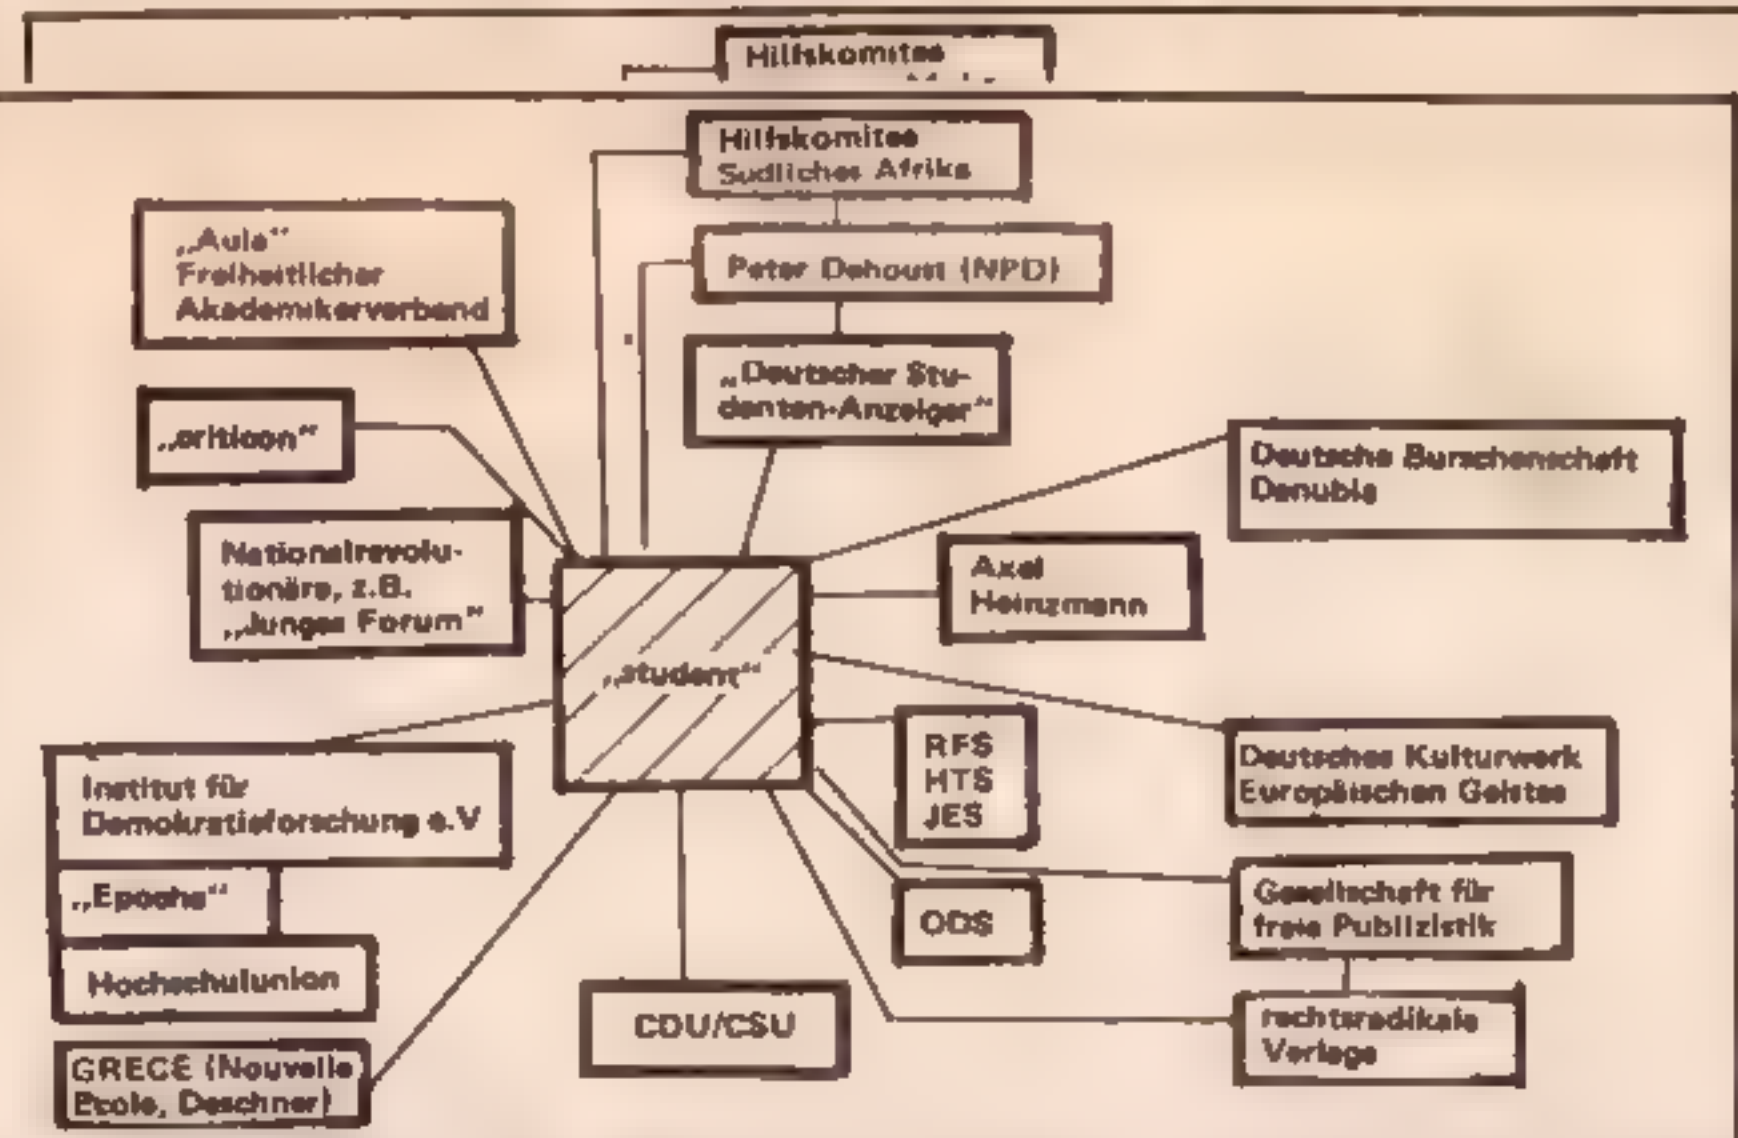 Hilfskomitee
Hilfskomitee
Südliches Afrika
„Aula"
Freiheitlicher
Akademikerverband
Peter Dehoust (NPD)
„Deutscher Stu-
denten-Anzeiger"
„criticon"
Deutsche Burschenschaft
Danubia
Nationalrevolu-
tionäre, z.B.
„Junges Forum"
Axel
Heinzmann
„student"
RFS
HTS
JES
Deutsches Kulturwerk
Europäischen Geistes
Institut für
Demokratieforschung e.V
„Epoche"
Hochschulunion
ODS
Gesellschaft für
freie Publizistik
CDU/CSU
rechtsradikale
Verlage
GRECE (Nouvelle
Ecole, Deschner)